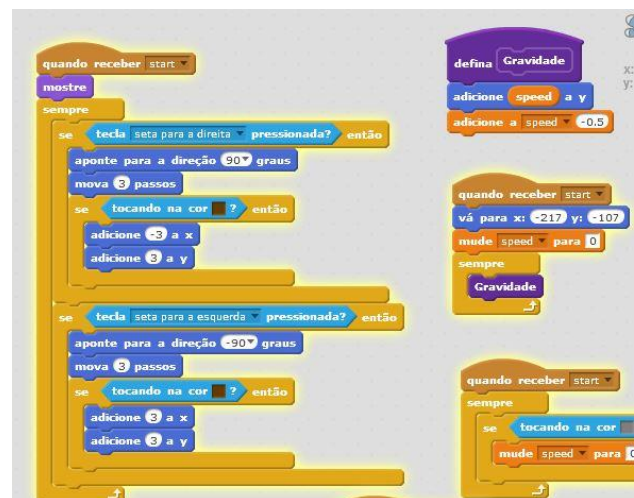 quando receber start
mostre
sempre
se tecla seta para a direita pressionada? então
aponte para a direção 90 graus
mova 3 passos
se tocando na cor ? então
adicione -3 a x
adicione 3 a y
se tecla seta para a esquerda pressionada? então
aponte para a direção -90 graus
mova 3 passos
se tocando na cor ? então
adicione 3 a x
adicione 3 a y
defina Gravidade
adicione speed a y
adicione a speed -0.5
quando receber start
vá para x: -217 y: -107
mude speed para 0
sempre
Gravidade
quando receber start
sempre
se tocando na cor
mude speed para 0
x:
y: